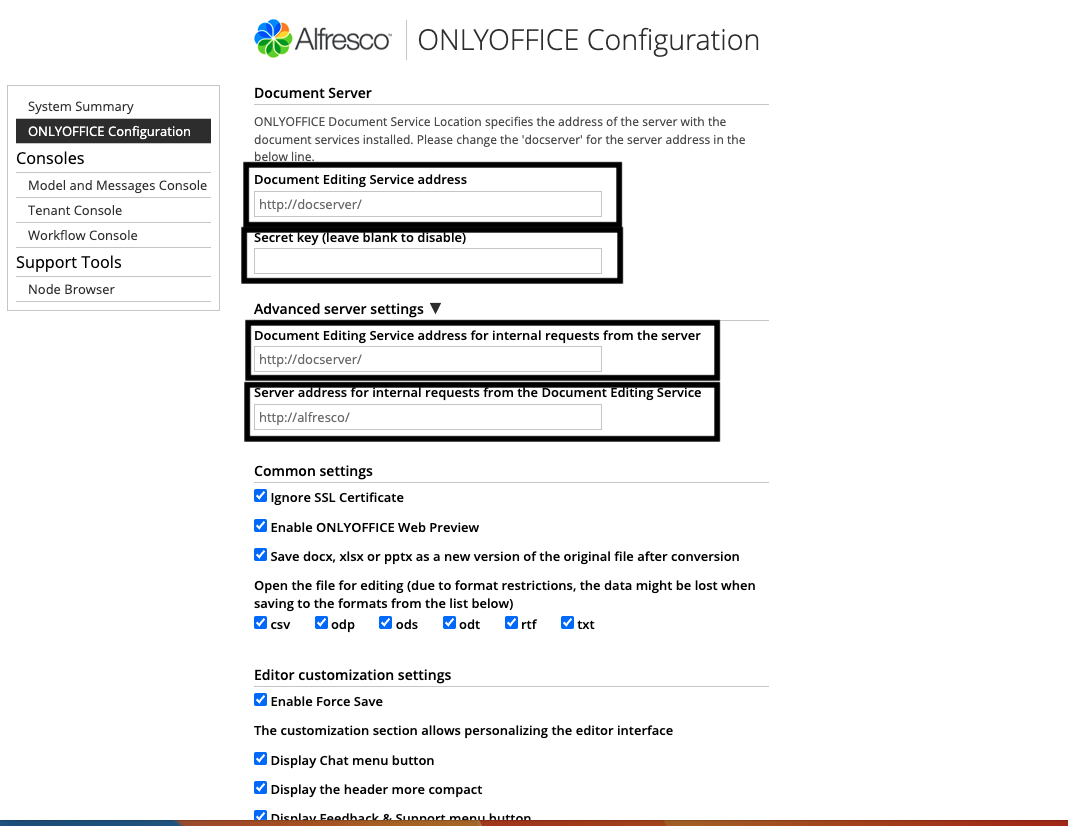 Alfresco™ ONLYOFFICE Configuration
System Summary
ONLYOFFICE Configuration
Consoles
Model and Messages Console
Tenant Console
Workflow Console
Support Tools
Node Browser
Document Server
ONLYOFFICE Document Service Location specifies the address of the server with the
document services installed. Please change the 'docserver' for the server address in the
below line.
Document Editing Service address
http://docserver/
Secret key (leave blank to disable)
Advanced server settings ▼
Document Editing Service address for internal requests from the server
http://docserver/
Server address for internal requests from the Document Editing Service
http://alfresco/
Common settings
Ignore SSL Certificate
Enable ONLYOFFICE Web Preview
Save docx, xlsx or pptx as a new version of the original file after conversion
Open the file for editing (due to format restrictions, the data might be lost when
saving to the formats from the list below)
csv odp ods odt rtf txt
Editor customization settings
Enable Force Save
The customization section allows personalizing the editor interface
Display Chat menu button
Display the header more compact
Display Feedback & Support menu button